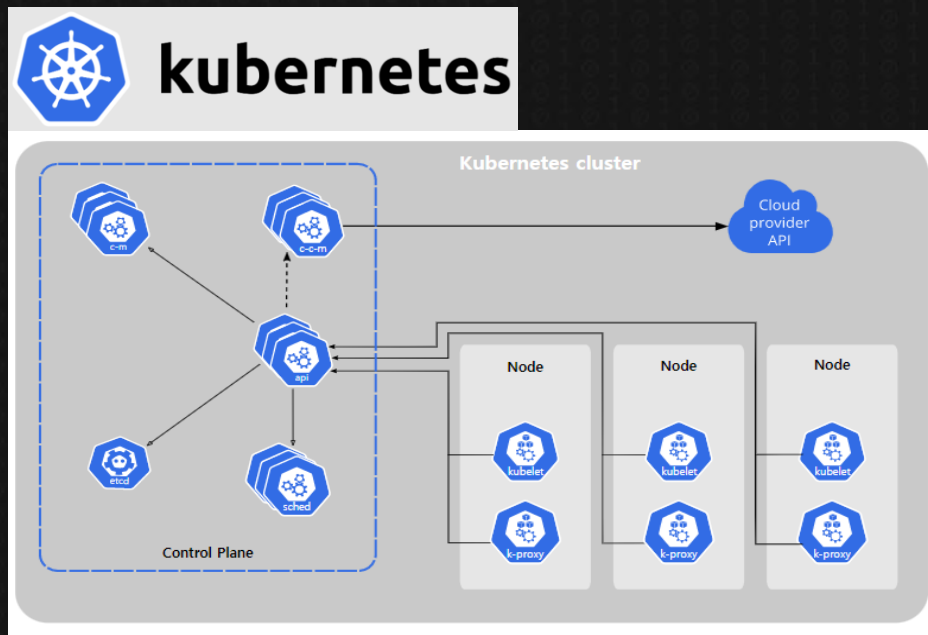 kubernetes
Kubernetes cluster
c-m
c-c-m
Cloud
provider
API
api
etcd
sched
Control Plane
Node
kubelet
k-proxy
Node
kubelet
k-proxy
Node
kubelet
k-proxy